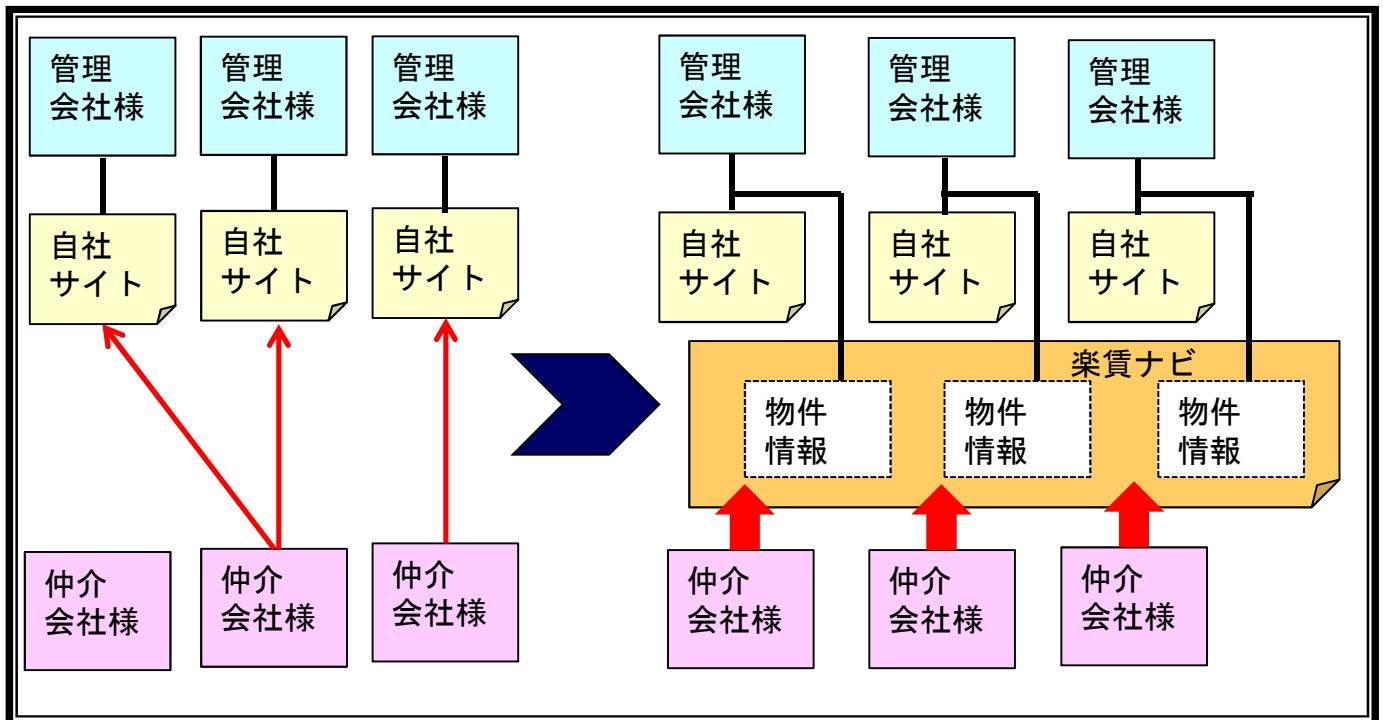 管理
会社様
管理
会社様
管理
会社様
管理
会社様
管理
会社様
管理
会社様
自社
サイト
自社
サイト
自社
サイト
自社
サイト
自社
サイト
自社
サイト
楽賃ナビ
物件
情報
物件
情報
物件
情報
仲介
会社様
仲介
会社様
仲介
会社様
仲介
会社様
仲介
会社様
仲介
会社様